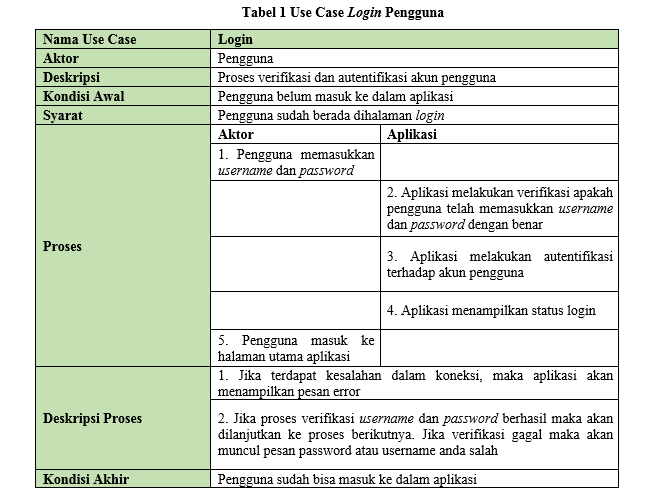 Tabel 1 Use Case Login Pengguna
Nama Use Case Login
Aktor Pengguna
Deskripsi Proses verifikasi dan autentifikasi akun pengguna
Kondisi Awal Pengguna belum masuk ke dalam aplikasi
Syarat Pengguna sudah berada dihalaman login
Proses
Aktor Aplikasi
1. Pengguna memasukkan
username dan password
2. Aplikasi melakukan verifikasi apakah
pengguna telah memasukkan username
dan password dengan benar
3. Aplikasi melakukan autentifikasi
terhadap akun pengguna
4. Aplikasi menampilkan status login
5. Pengguna masuk ke
halaman utama aplikasi
Deskripsi Proses
1. Jika terdapat kesalahan dalam koneksi, maka aplikasi akan
menampilkan pesan error
2. Jika proses verifikasi username dan password berhasil maka akan
dilanjutkan ke proses berikutnya. Jika verifikasi gagal maka akan
muncul pesan password atau username anda salah
Kondisi Akhir Pengguna sudah bisa masuk ke dalam aplikasi